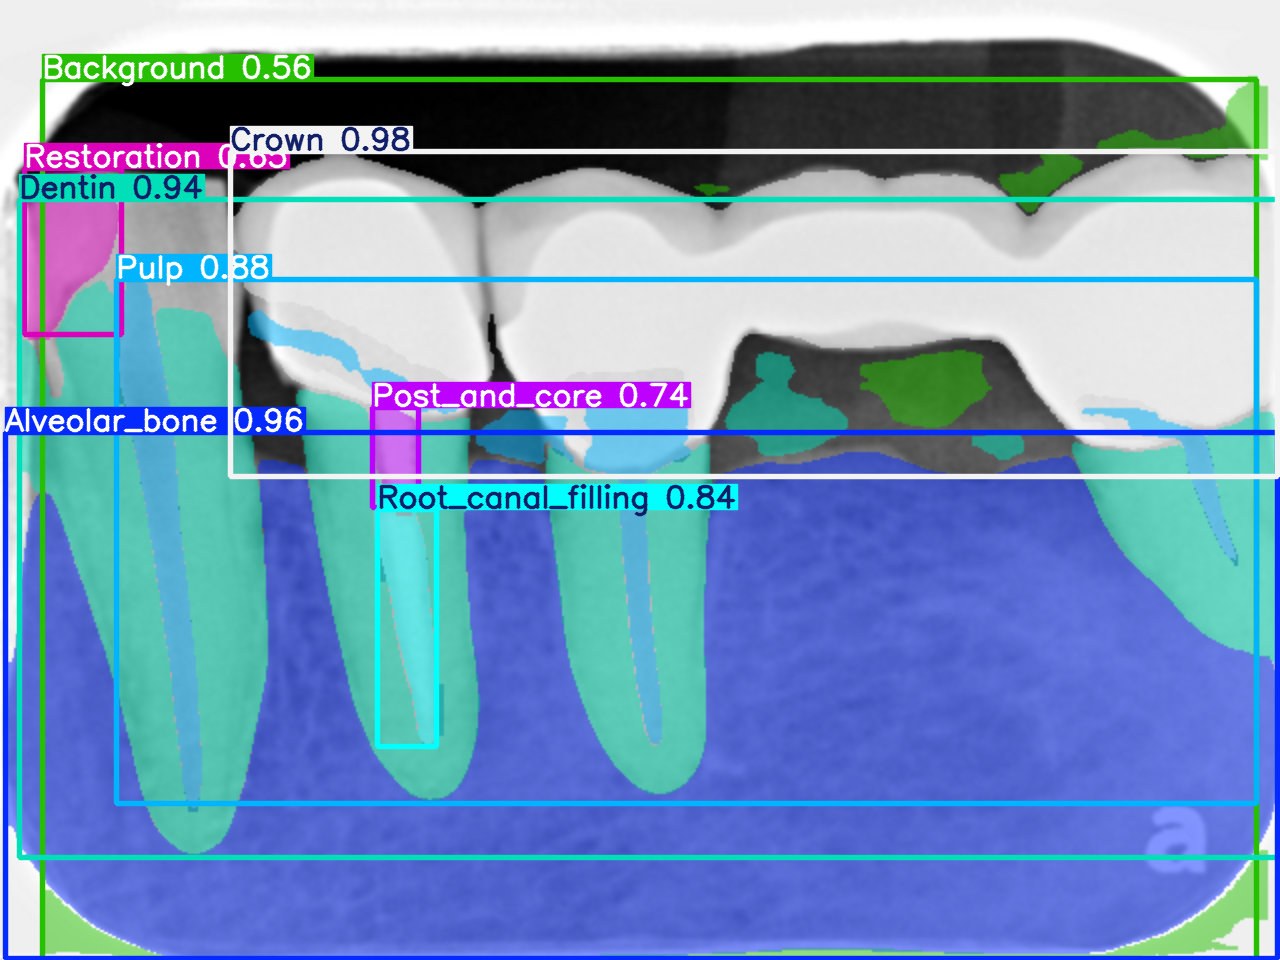 Background 0.56
Crown 0.98
Restoration 0.65
Dentin 0.94
Pulp 0.88
Post_and_core 0.74
Alveolar_bone 0.96
Root_canal_filling 0.84
a